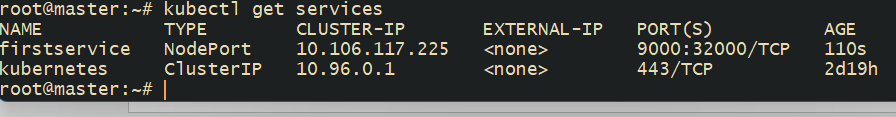 root@master:~# kubectl get services
NAME TYPE CLUSTER-IP EXTERNAL-IP PORT(S) AGE
firstservice NodePort 10.106.117.225 <none> 9000:32000/TCP 110s
kubernetes ClusterIP 10.96.0.1 <none> 443/TCP 2d19h
root@master:~#